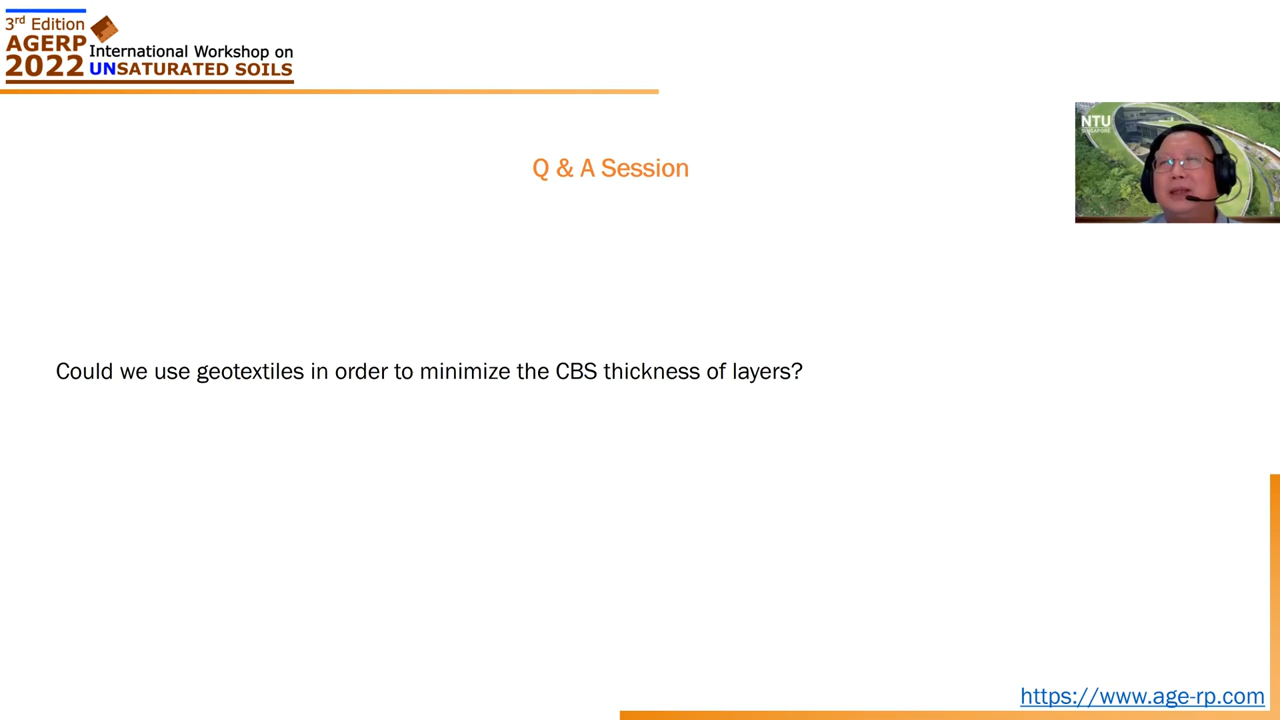 3rd Edition
AGERP
2022
International Workshop on
UNSATURATED SOILS
NTU
SINGAPORE
Q & A Session
Could we use geotextiles in order to minimize the CBS thickness of layers?
https://www.age-rp.com